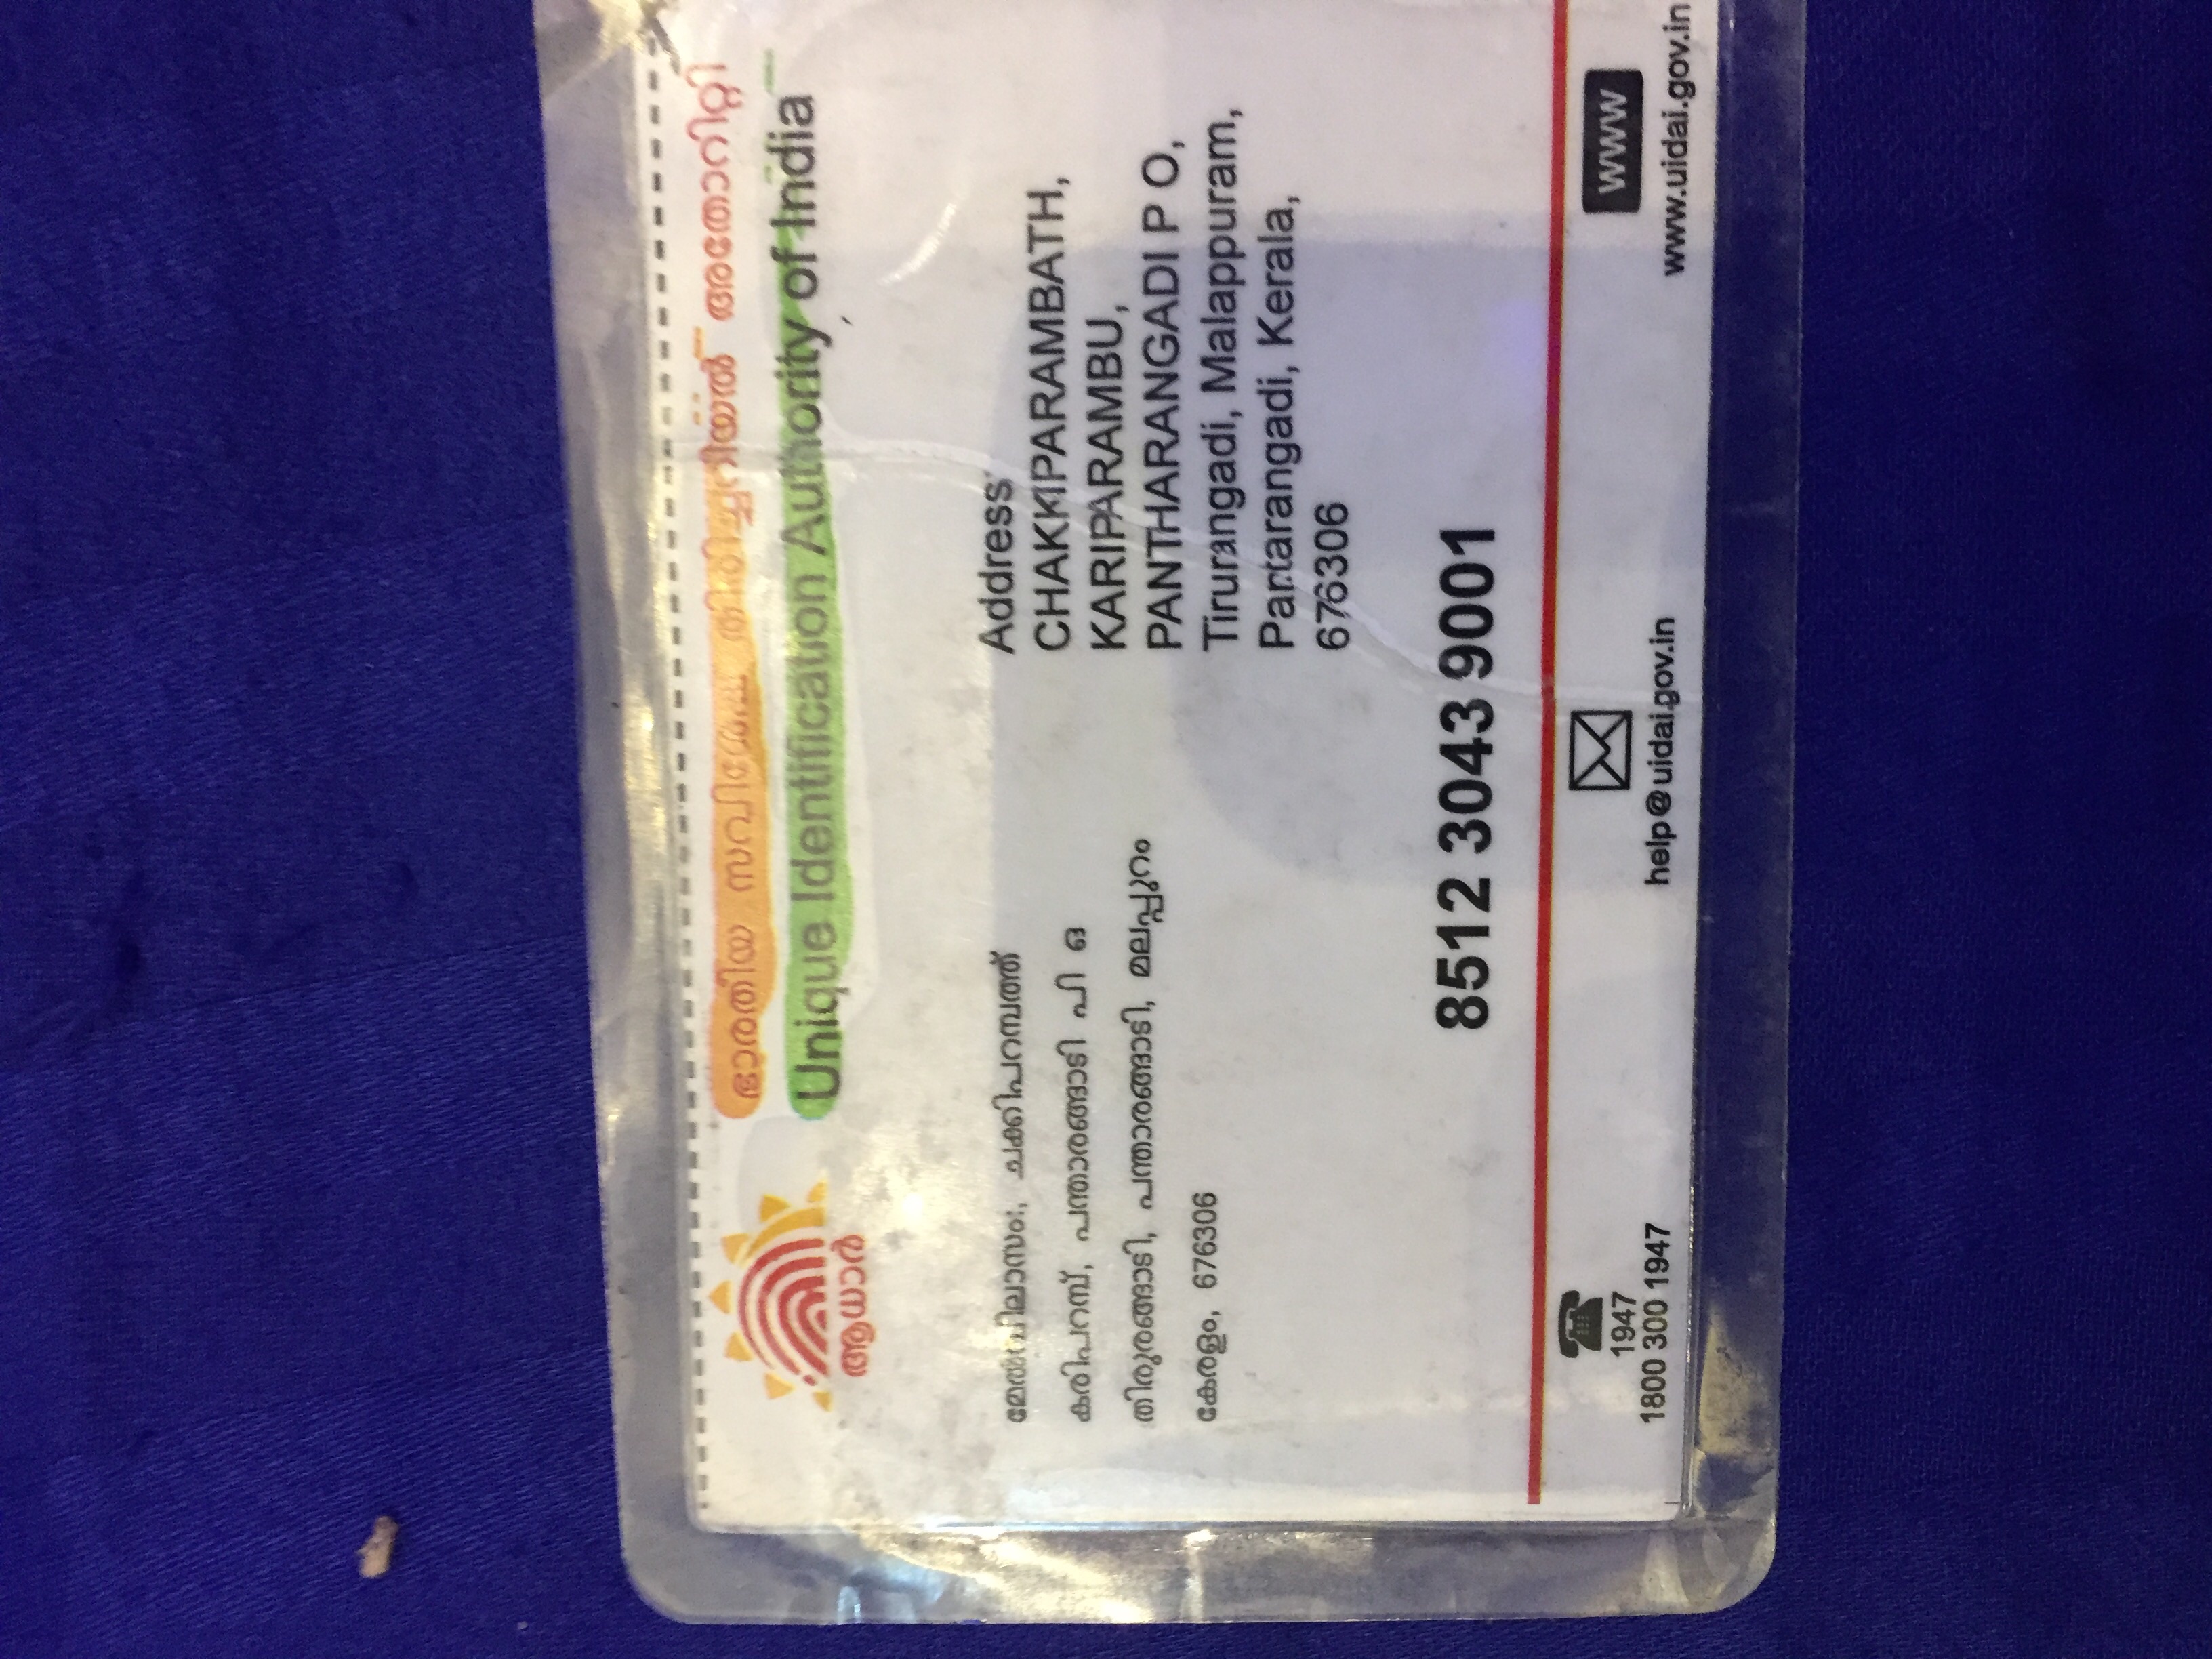 ഭാരതീയ സവിശേഷ തിരിച്ചറിയൽ അതോറിറ്റി
Unique Identification Authority of India
ആധാർ
മേൽവിലാസം:, ചക്കിപറമ്പത്ത്
കരിപറമ്പ്, പന്താരങ്ങാടി പി ഒ
തിരുരങ്ങാടി, പന്താരങ്ങാടി, മലപ്പുറം
കേരളം, 676306
Address:
CHAKKIPARAMBATH,
KARIPARAMBU,
PANTHARANGADI P O,
Tirurangadi, Malappuram,
Pantarangadi, Kerala,
676306
8512 3043 9001
1947
1800 300 1947
help@uidai.gov.in
WWW
www.uidai.gov.in